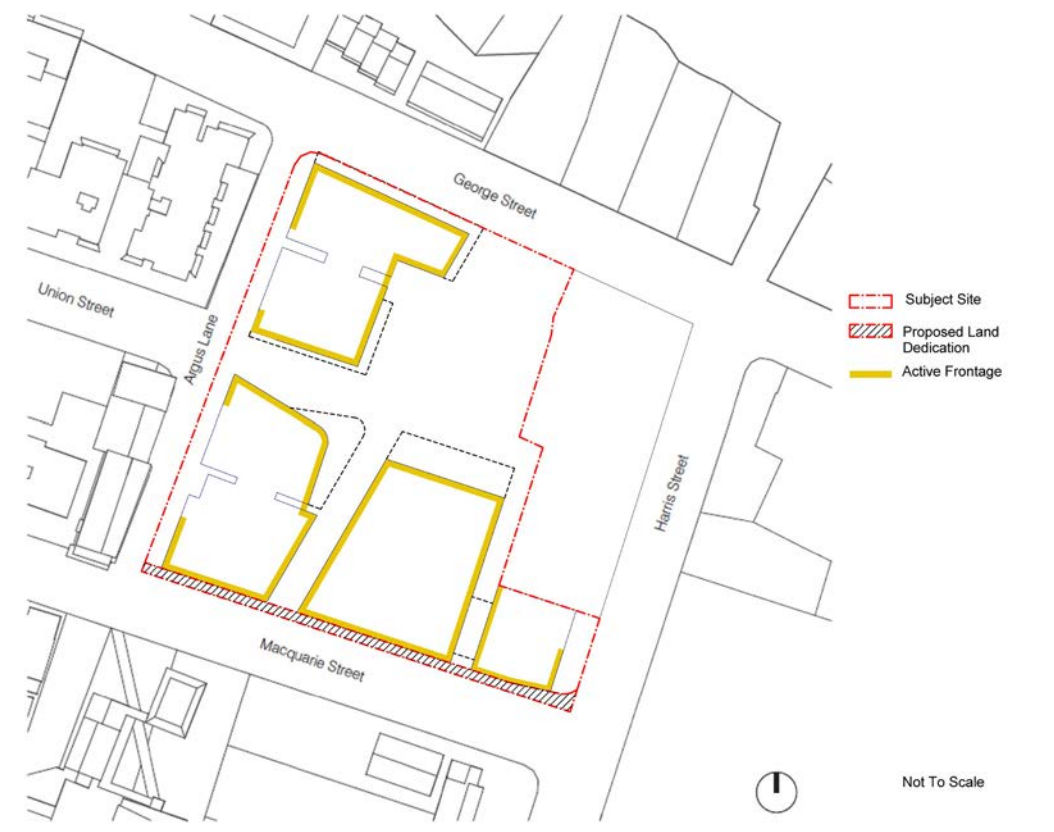 George Street
Union Street
Argus Lane
Harris Street
Macquarie Street
Subject Site
Proposed Land
Dedication
Active Frontage
Not To Scale